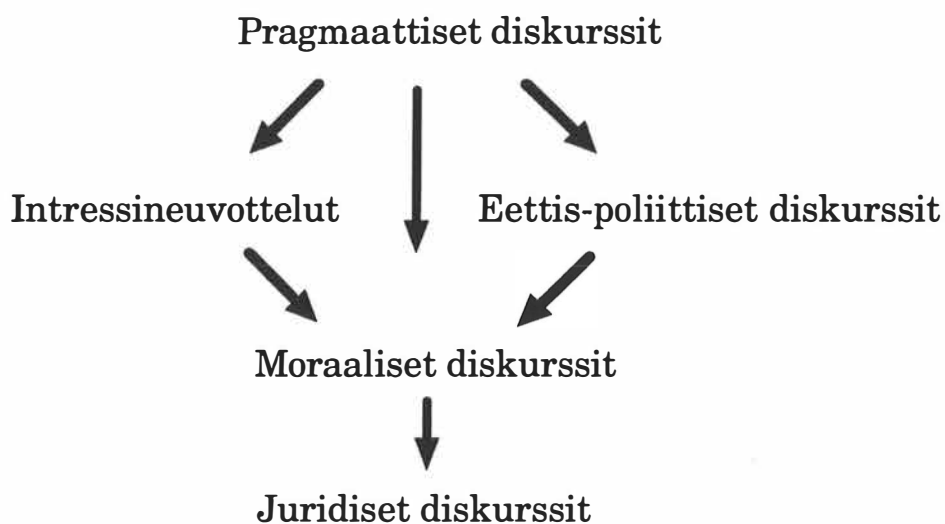 Pragmaattiset diskurssit
Intressineuvottelut
Eettis-poliittiset diskurssit
Moraaliset diskurssit
Juridiset diskurssit